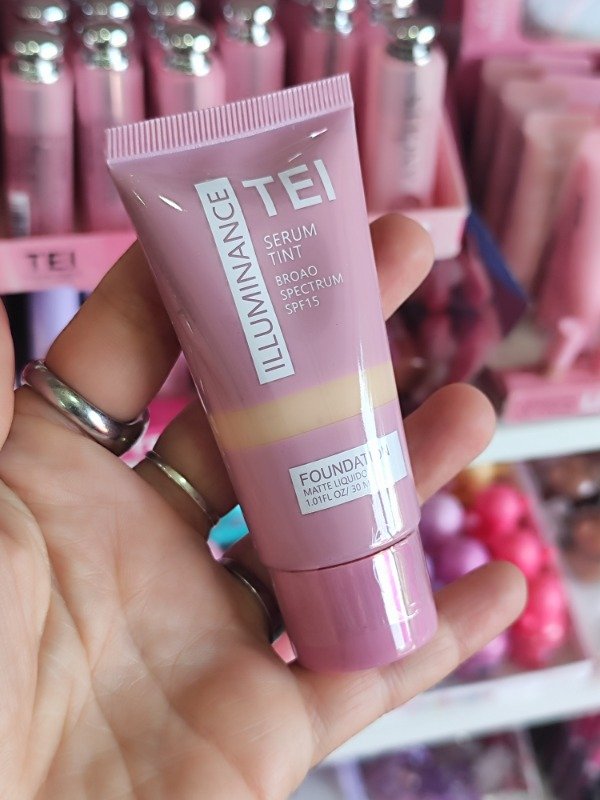 TEI
ILLUMINANCE
SERUM
TINT
BROAO
SPECTRUM
SPF15
FOUNDATION
MATTE LIQUIDO
1.01FL OZ/ 30 M
TEI